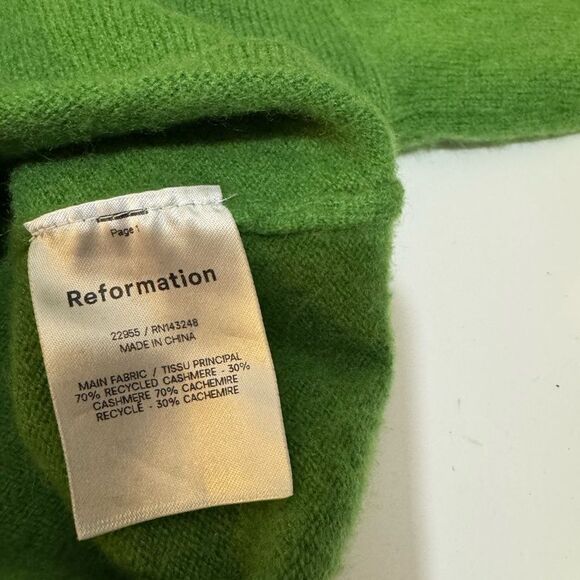 Page 1
Reformation
22955 / RN143248
MADE IN CHINA
MAIN FABRIC / TISSU PRINCIPAL
70% RECYCLED CASHMERE - 30%
CASHMERE 70% CACHEMIRE
RECYCLÉ - 30% CACHEMIRE